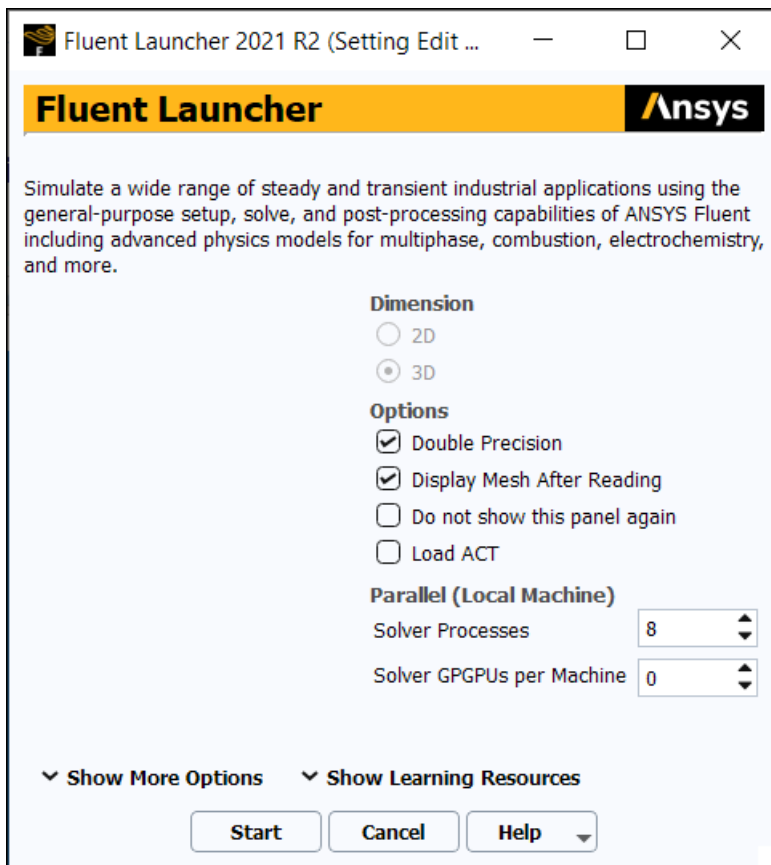 Fluent Launcher 2021 R2 (Setting Edit ...
Fluent Launcher
Ansys
Simulate a wide range of steady and transient industrial applications using the
general-purpose setup, solve, and post-processing capabilities of ANSYS Fluent
including advanced physics models for multiphase, combustion, electrochemistry,
and more.
Dimension
2D
3D
Options
Double Precision
Display Mesh After Reading
Do not show this panel again
Load ACT
Parallel (Local Machine)
Solver Processes 8
Solver GPGPUs per Machine 0
Show More Options Show Learning Resources
Start Cancel Help